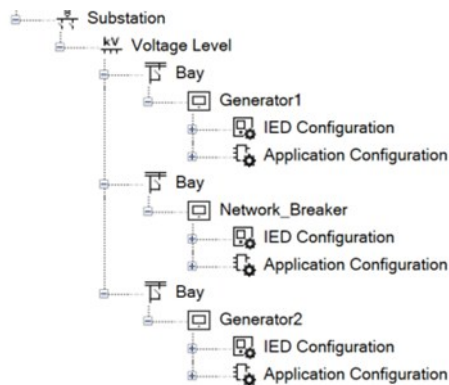 Substation
kV
Voltage Level
Bay
Generator1
IED Configuration
Application Configuration
Bay
Network_Breaker
IED Configuration
Application Configuration
Bay
Generator2
IED Configuration
Application Configuration